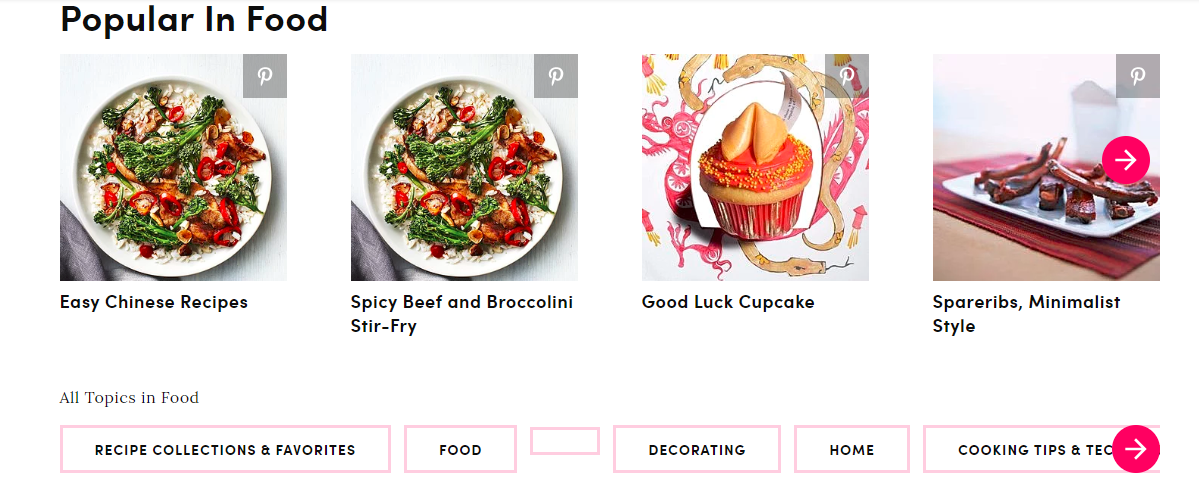 Popular In Food
Easy Chinese Recipes
Spicy Beef and Broccolini
Stir-Fry
Good Luck Cupcake
Spareribs, Minimalist
Style
All Topics in Food
RECIPE COLLECTIONS & FAVORITES
FOOD
DECORATING
HOME
COOKING TIPS & TEC